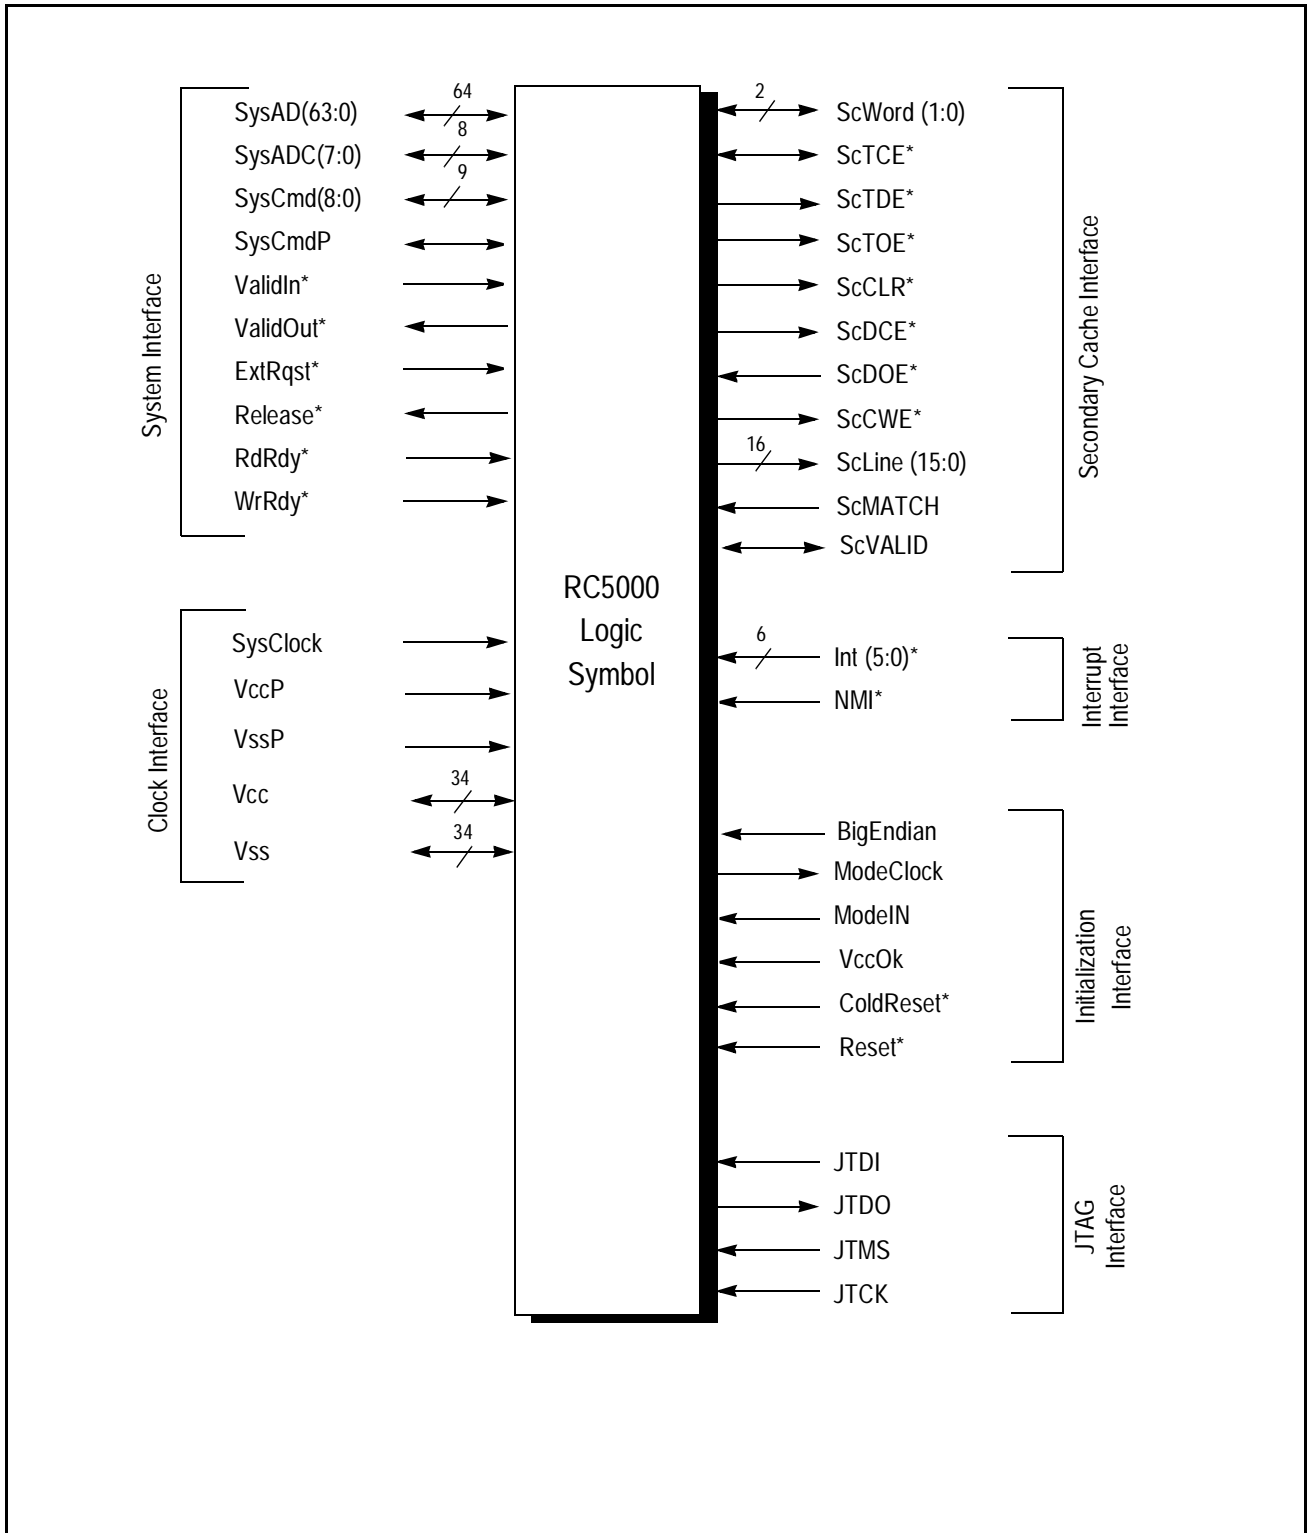 System Interface
64
SysAD(63:0)
8
SysADC(7:0)
9
SysCmd(8:0)
SysCmdP
ValidIn*
ValidOut*
ExtRqst*
Release*
RdRdy*
WrRdy*
Clock Interface
SysClock
VccP
VssP
34
Vcc
34
Vss
RC5000
Logic
Symbol
2
ScWord (1:0)
ScTCE*
ScTDE*
ScTOE*
ScCLR*
ScDCE*
ScDOE*
ScCWE*
16
ScLine (15:0)
ScMATCH
ScVALID
Secondary Cache Interface
6
Int (5:0)*
NMI*
Interrupt
Interface
BigEndian
ModeClock
ModeIN
VccOk
ColdReset*
Reset*
Initialization
Interface
JTDI
JTDO
JTMS
JTCK
JTAG
Interface